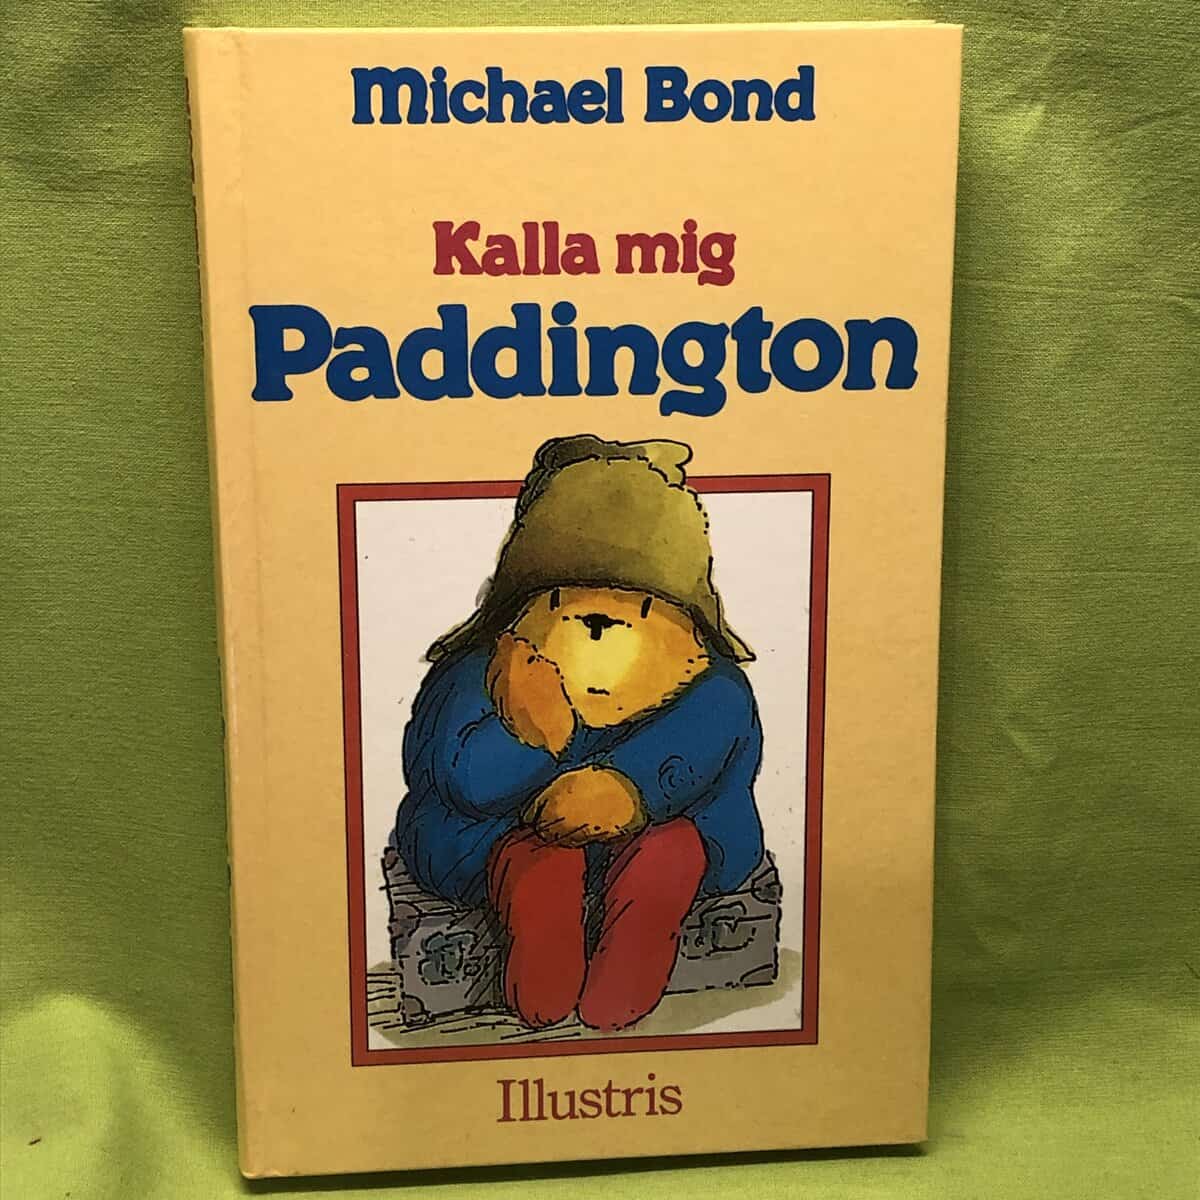 Michael Bond
Kalla mig
Paddington
Illustris